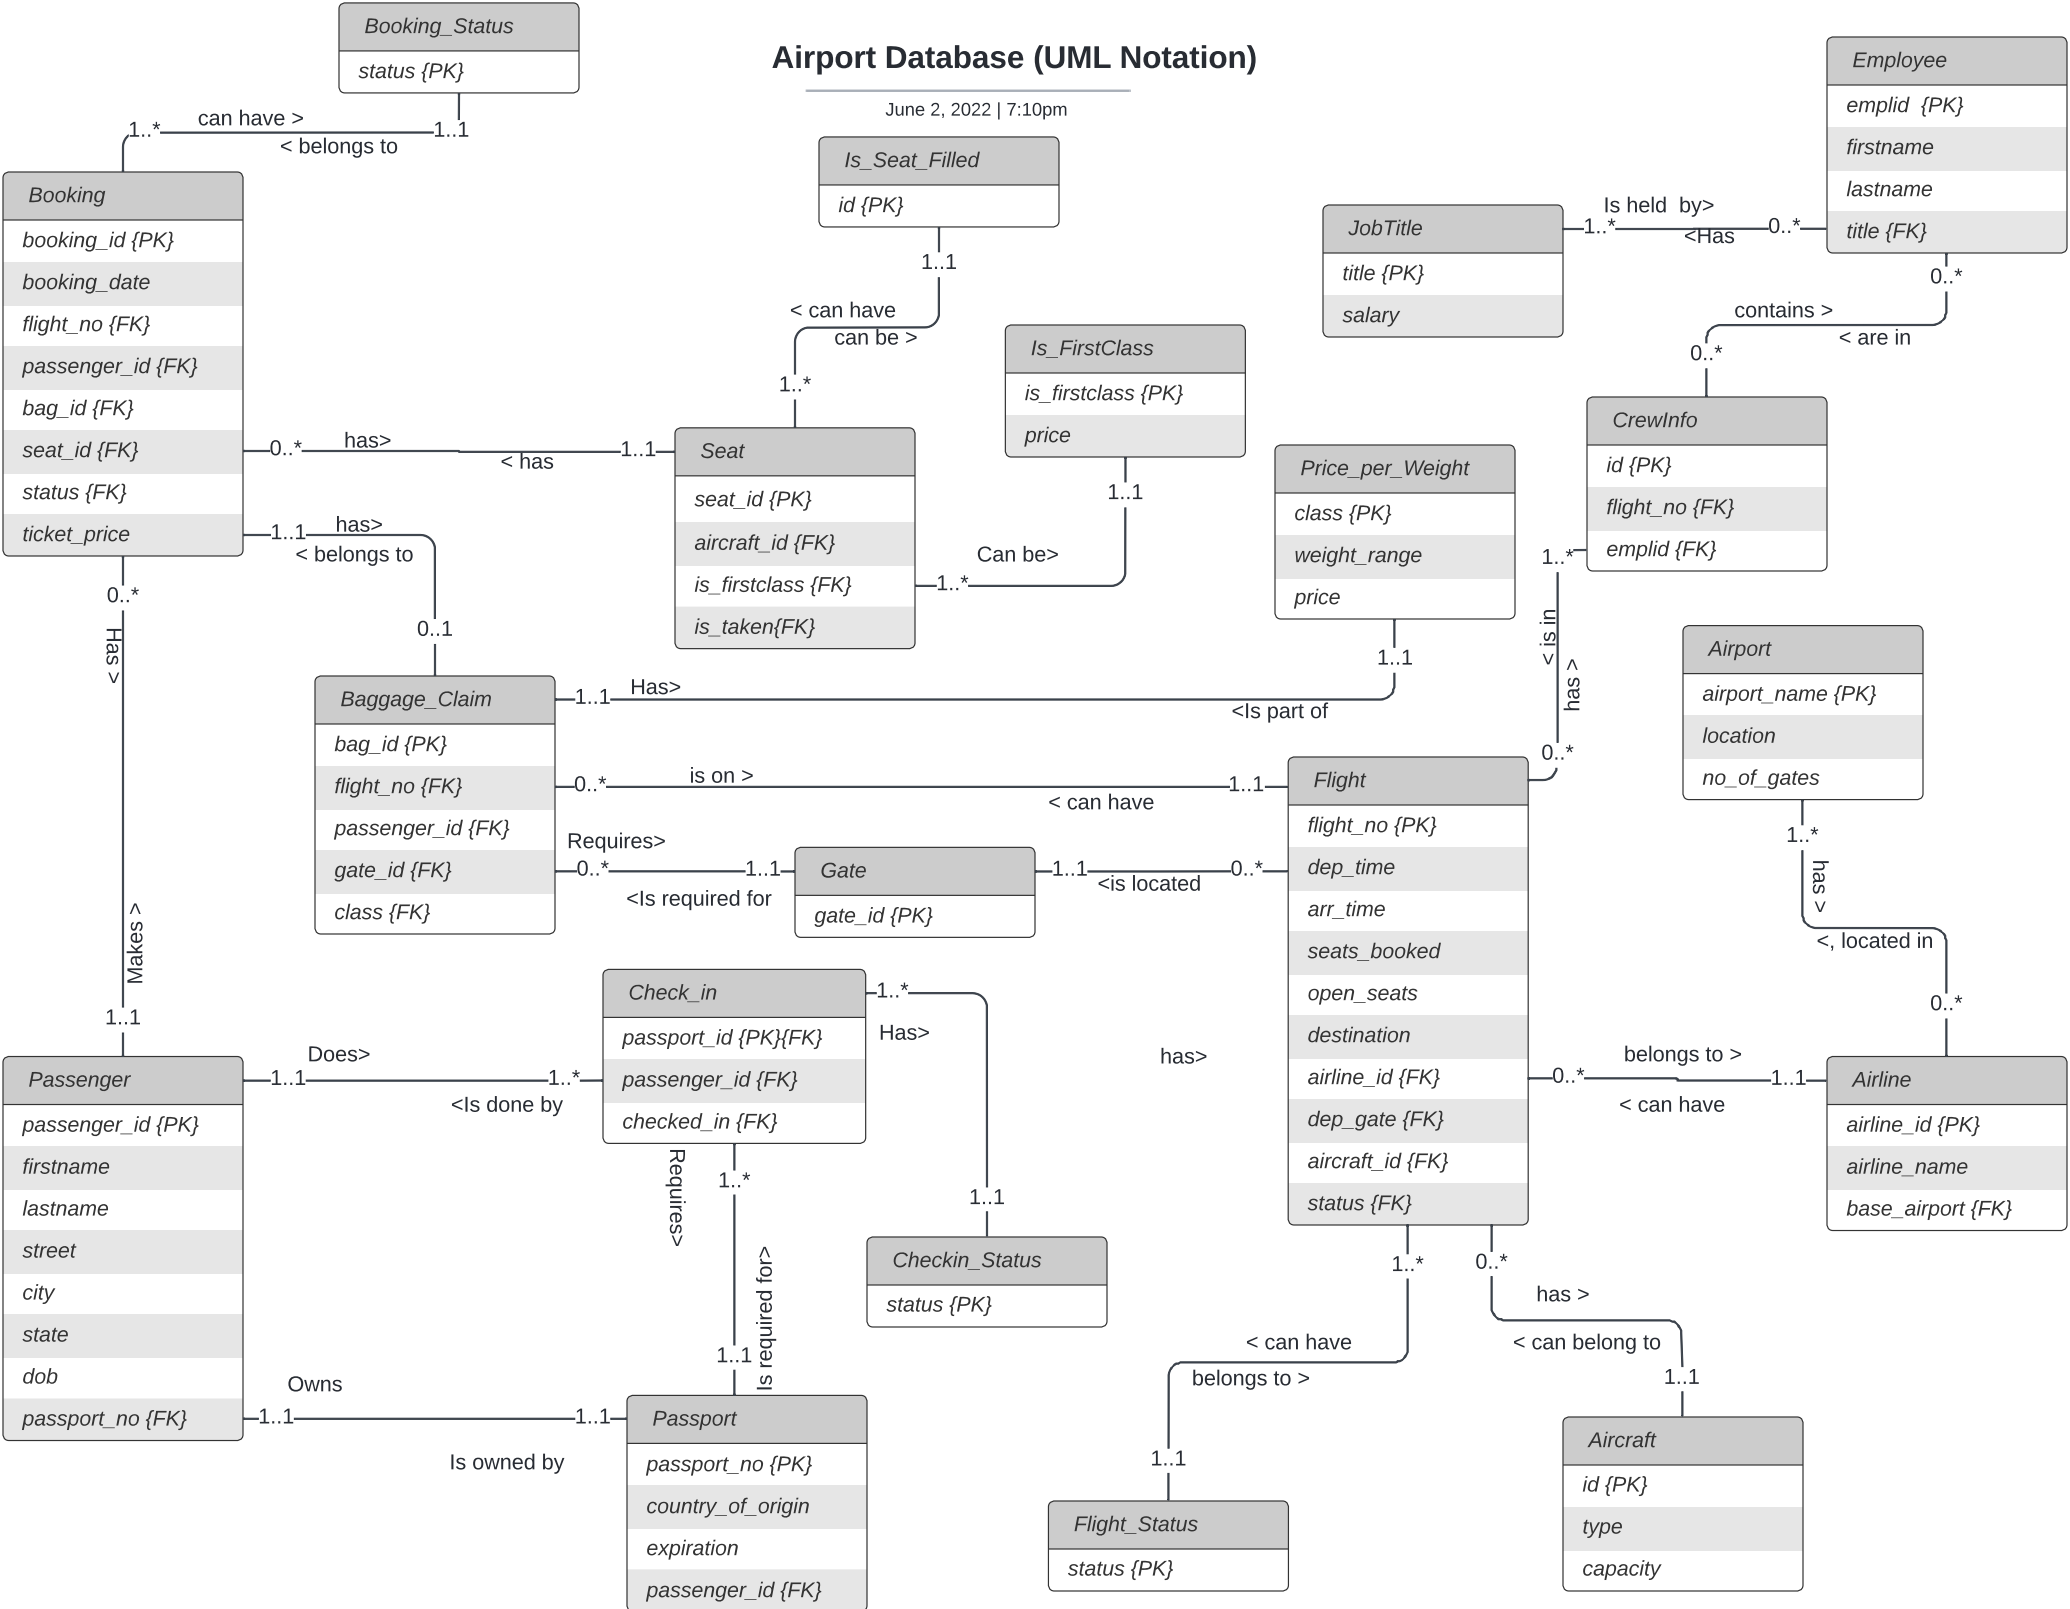 Airport Database (UML Notation)
June 2, 2022 | 7:10pm
Booking_Status
status {PK}
can have >
1..*
1..1
< belongs to
Booking
booking_id {PK}
booking_date
flight_no {FK}
passenger_id {FK}
bag_id {FK}
seat_id {FK}
status {FK}
ticket_price
Is_Seat_Filled
id {PK}
1..1
< can have
can be >
1..*
Is_FirstClass
is_firstclass {PK}
price
1..1
Can be>
1..*
0..*
has>
< has
1..1
Seat
seat_id {PK}
aircraft_id {FK}
is_firstclass {FK}
is_taken{FK}
1..1
has>
< belongs to
0..1
JobTitle
title {PK}
salary
Is held  by>
1..*
<Has
0..*
Employee
emplid  {PK}
firstname
lastname
title {FK}
0..*
contains >
< are in
0..*
CrewInfo
id {PK}
flight_no {FK}
emplid {FK}
1..*
< is in
has >
0..*
Price_per_Weight
class {PK}
weight_range
price
1..1
1..1
Has>
<Is part of
Baggage_Claim
bag_id {PK}
flight_no {FK}
passenger_id {FK}
gate_id {FK}
class {FK}
0..*
is on >
< can have
1..1
Requires>
0..*
<Is required for
1..1
Gate
gate_id {PK}
1..1
<is located
0..*
Flight
flight_no {PK}
dep_time
arr_time
seats_booked
open_seats
destination
airline_id {FK}
dep_gate {FK}
aircraft_id {FK}
status {FK}
has>
Airport
airport_name {PK}
location
no_of_gates
1..*
has >
<, located in
0..*
belongs to >
0..*
1..1
< can have
Airline
airline_id {PK}
airline_name
base_airport {FK}
0..*
Has >
Makes >
1..1
Passenger
passenger_id {PK}
firstname
lastname
street
city
state
dob
passport_no {FK}
Does>
1..1
1..*
<Is done by
Check_in
passport_id {PK}{FK}
passenger_id {FK}
checked_in {FK}
1..*
Has>
1..1
Checkin_Status
status {PK}
Requires>
1..*
Is required for>
1..1
Owns
1..1
1..1
Is owned by
Passport
passport_no {PK}
country_of_origin
expiration
passenger_id {FK}
1..*
< can have
belongs to >
1..1
Flight_Status
status {PK}
0..*
has >
< can belong to
1..1
Aircraft
id {PK}
type
capacity